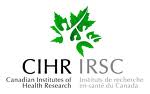 CIHR IRSC
Canadian Institutes of Health Research
Instituts de recherche en santé du Canada